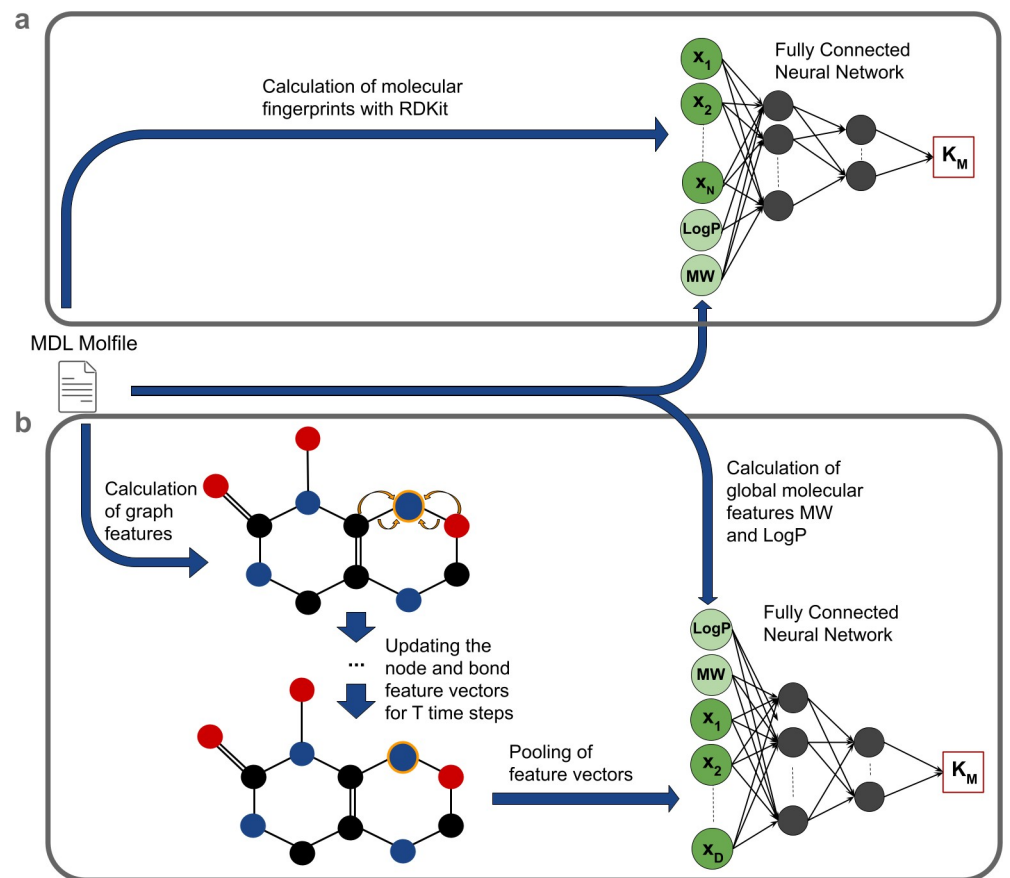 a
Calculation of molecular
fingerprints with RDKit
Fully Connected
Neural Network
x1
x2
xN
LogP
MW
KM
MDL Molfile
b
Calculation
of graph
features
Calculation of
global molecular
features MW
and LogP
Updating the
...
node and bond
feature vectors
for T time steps
Pooling of
feature vectors
Fully Connected
Neural Network
LogP
MW
x1
x2
xD
KM